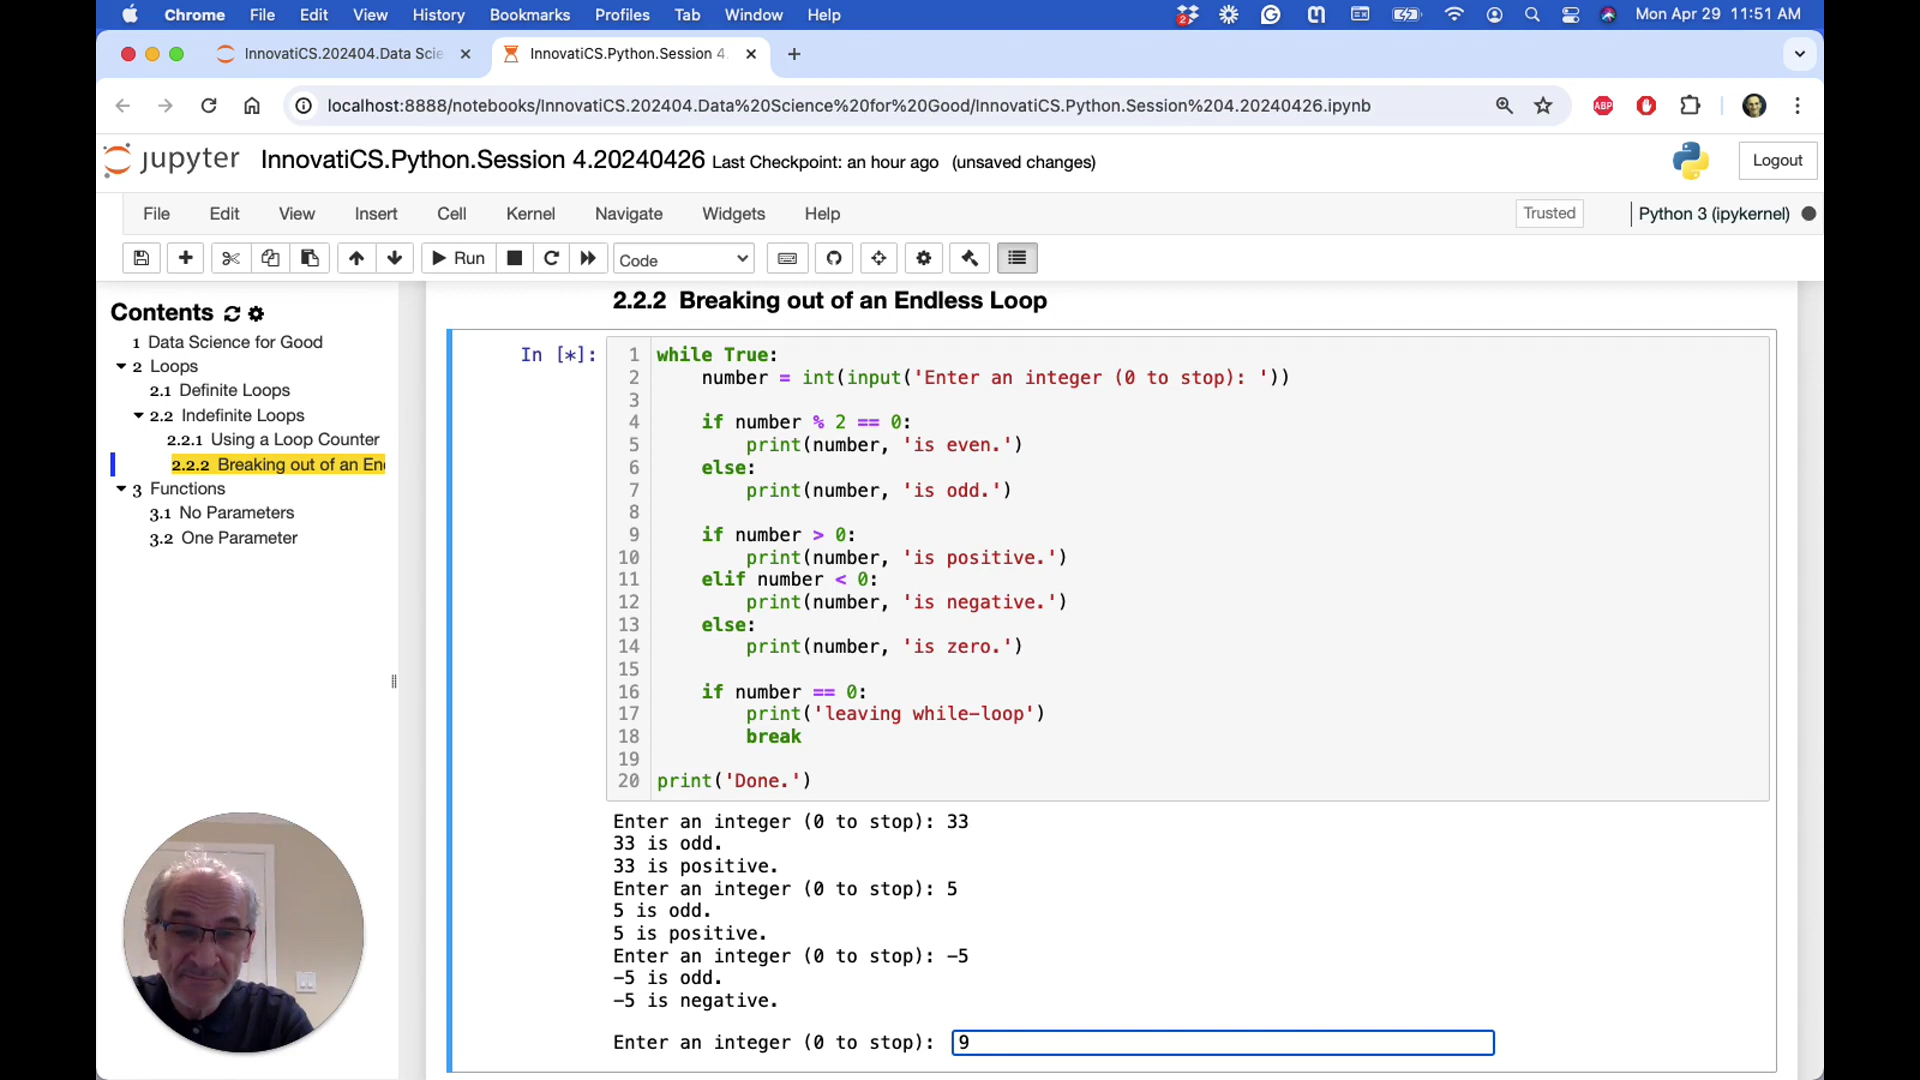 Chrome File Edit View History Bookmarks Profiles Tab Window Help 2 Mon Apr 29 11:51 AM
InnovatiCS.202404.Data Scie InnovatiCS.Python.Session 4.
localhost:8888/notebooks/InnovatiCS.202404.Data%20Science%20for%20Good/InnovatiCS.Python.Session%204.20240426.ipynb ABP
jupyter InnovatiCS.Python.Session 4.20240426 Last Checkpoint: an hour ago (unsaved changes) Logout
File Edit View Insert Cell Kernel Navigate Widgets Help Trusted Python 3 (ipykernel)
Run Code
Contents
1 Data Science for Good
2 Loops
2.1 Definite Loops
2.2 Indefinite Loops
2.2.1 Using a Loop Counter
2.2.2 Breaking out of an En
3 Functions
3.1 No Parameters
3.2 One Parameter
2.2.2 Breaking out of an Endless Loop
In [*]:
1 while True:
2     number = int(input('Enter an integer (0 to stop): '))
3
4     if number % 2 == 0:
5         print(number, 'is even.')
6     else:
7         print(number, 'is odd.')
8
9     if number > 0:
10         print(number, 'is positive.')
11     elif number < 0:
12         print(number, 'is negative.')
13     else:
14         print(number, 'is zero.')
15
16     if number == 0:
17         print('leaving while-loop')
18         break
19
20 print('Done.')
Enter an integer (0 to stop): 33
33 is odd.
33 is positive.
Enter an integer (0 to stop): 5
5 is odd.
5 is positive.
Enter an integer (0 to stop): -5
-5 is odd.
-5 is negative.
Enter an integer (0 to stop): 9